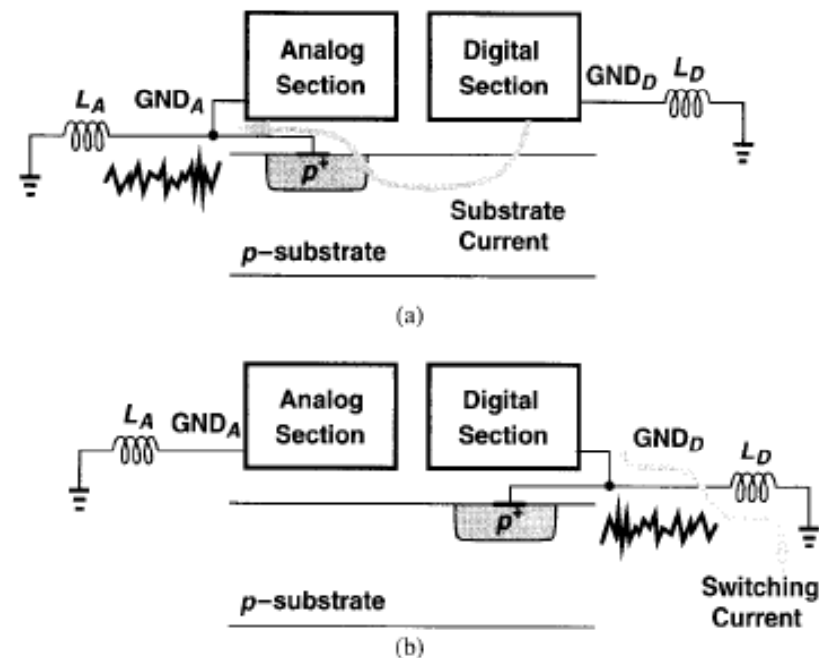 Analog
Section
Digital
Section
L_A
GND_A
GND_D
L_D
p+
Substrate
Current
p–substrate
(a)
Analog
Section
Digital
Section
L_A
GND_A
GND_D
L_D
p+
Switching
Current
p–substrate
(b)